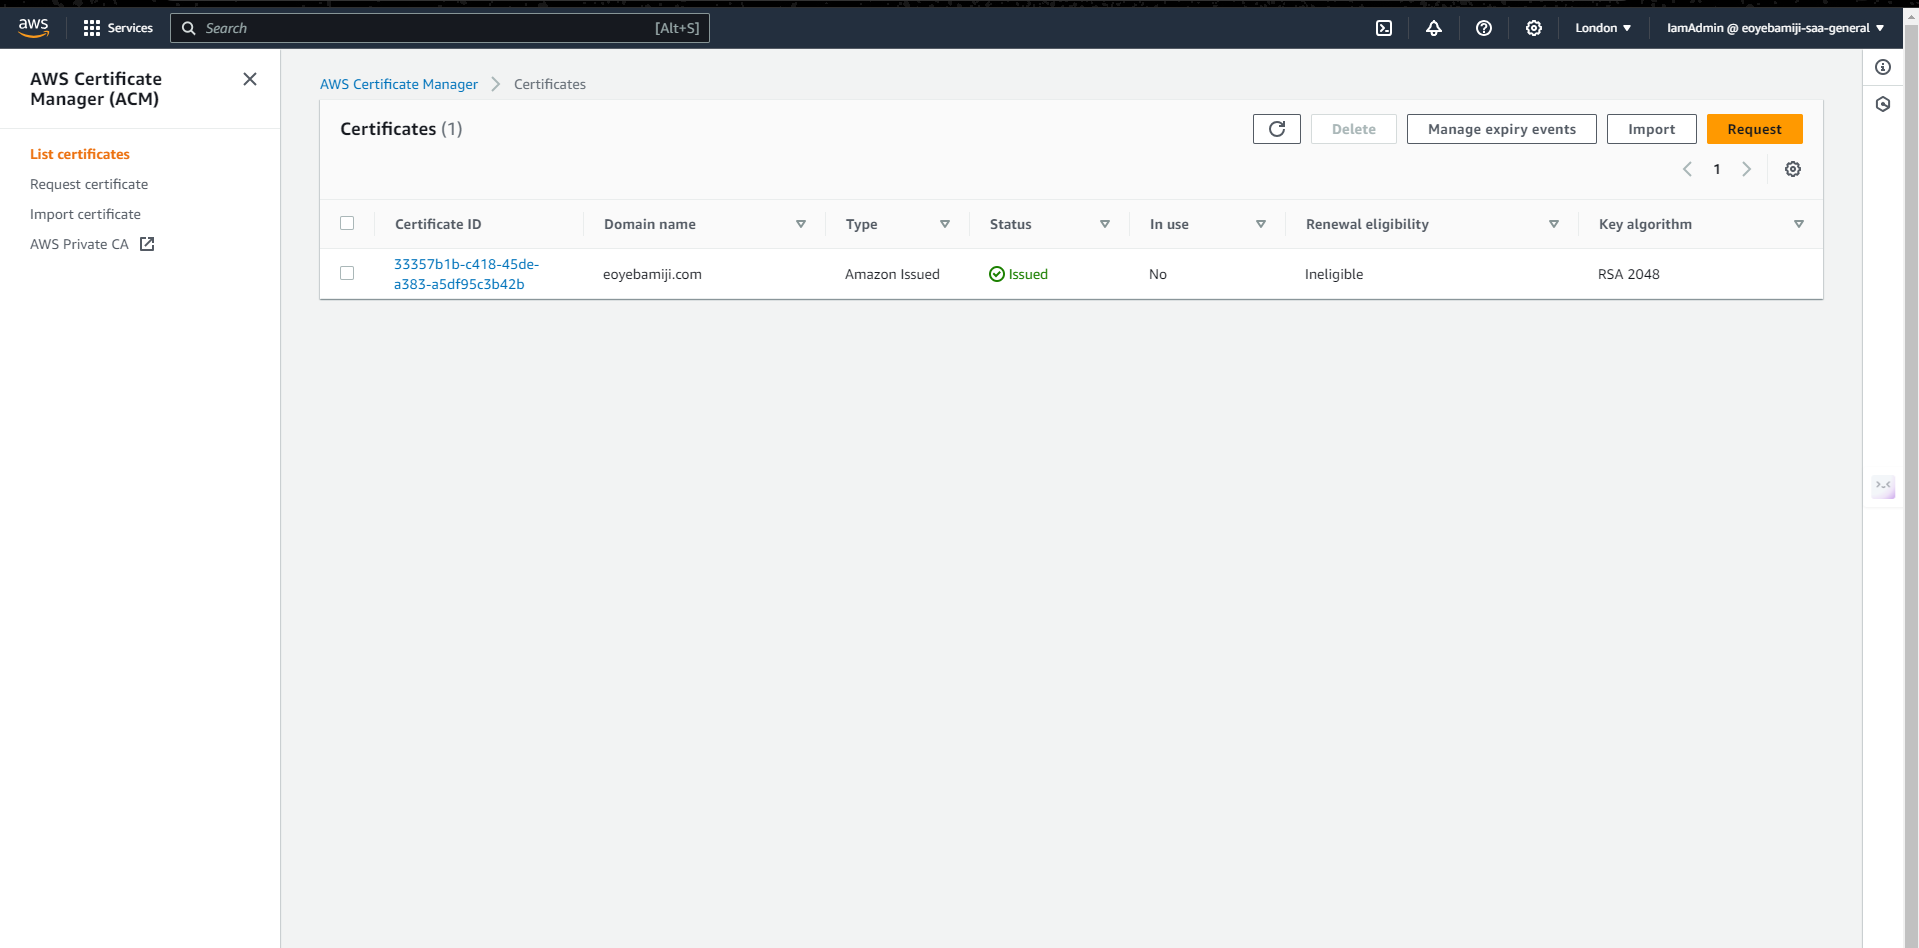 aws
Services
Search [Alt+S]
London
IamAdmin @ eoyebamiji-saa-general
AWS Certificate
Manager (ACM)
List certificates
Request certificate
Import certificate
AWS Private CA
AWS Certificate Manager > Certificates
Certificates (1)
Delete
Manage expiry events
Import
Request
1
Certificate ID Domain name Type Status In use Renewal eligibility Key algorithm
33357b1b-c418-45de-
a383-a5df95c3b42b
eoyebamiji.com Amazon Issued Issued No Ineligible RSA 2048